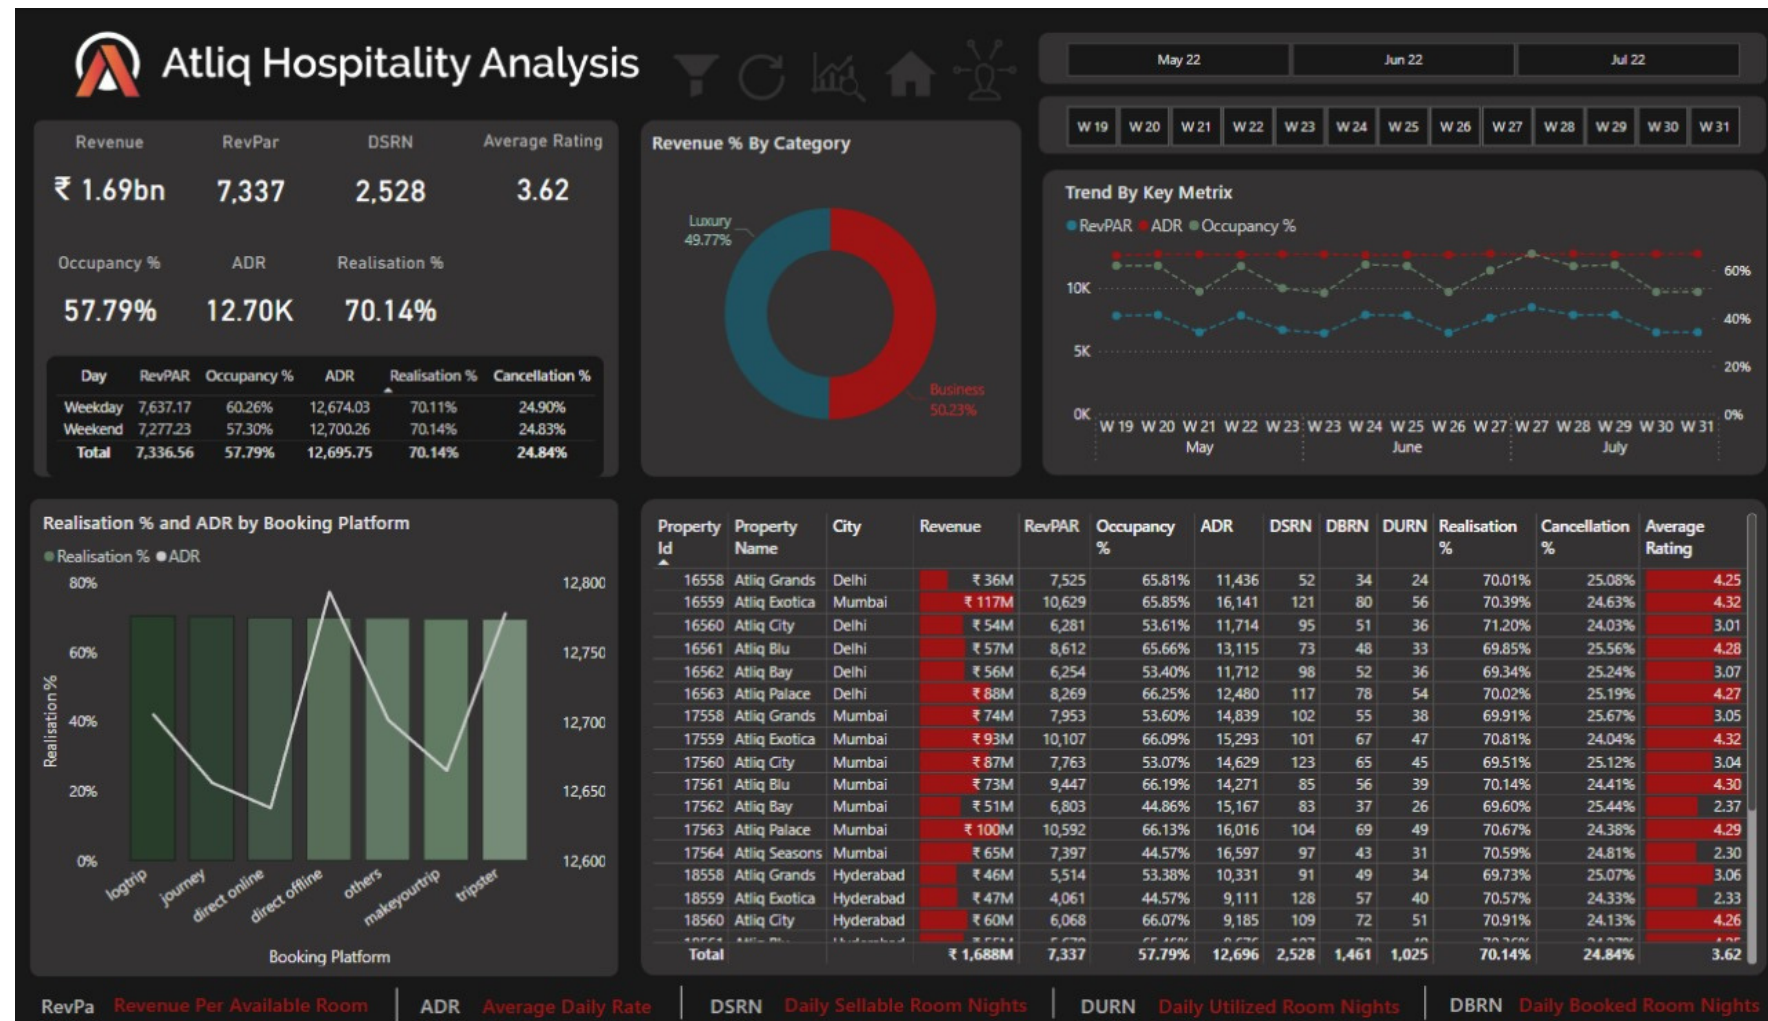 Atliq Hospitality Analysis
May 22 Jun 22 Jul 22
W 19 W 20 W 21 W 22 W 23 W 24 W 25 W 26 W 27 W 28 W 29 W 30 W 31
Revenue RevPar DSRN Average Rating
₹ 1.69bn 7,337 2,528 3.62
Occupancy % ADR Realisation %
57.79% 12.70K 70.14%
Day RevPAR Occupancy % ADR Realisation % Cancellation %
Weekday 7,637.17 60.26% 12,674.03 70.11% 24.90%
Weekend 7,277.23 57.30% 12,700.26 70.14% 24.83%
Total 7,336.56 57.79% 12,695.75 70.14% 24.84%
Revenue % By Category
Luxury
49.77%
Business
50.23%
Trend By Key Metrix
RevPAR ADR Occupancy %
60%
10K
40%
5K
20%
0K 0%
W 19 W 20 W 21 W 22 W 23 W 23 W 24 W 25 W 26 W 27 W 27 W 28 W 29 W 30 W 31
May June July
Realisation % and ADR by Booking Platform
Realisation % ADR
80% 12,800
60% 12,750
40% 12,700
20% 12,650
0% 12,600
Realisation %
logtrip journey direct online direct offline others makeyourtrip tripster
Booking Platform
Property Id Property Name City Revenue RevPAR Occupancy % ADR DSRN DBRN DURN Realisation % Cancellation % Average Rating
16558 Atliq Grands Delhi ₹ 36M 7,525 65.81% 11,436 52 34 24 70.01% 25.08% 4.25
16559 Atliq Exotica Mumbai ₹ 117M 10,629 65.85% 16,141 121 80 56 70.39% 24.63% 4.32
16560 Atliq City Delhi ₹ 54M 6,281 53.61% 11,714 95 51 36 71.20% 24.03% 3.01
16561 Atliq Blu Delhi ₹ 57M 8,612 65.66% 13,115 73 48 33 69.85% 25.56% 4.28
16562 Atliq Bay Delhi ₹ 56M 6,254 53.40% 11,712 98 52 36 69.34% 25.24% 3.07
16563 Atliq Palace Delhi ₹ 88M 8,269 66.25% 12,480 117 78 54 70.02% 25.19% 4.27
17558 Atliq Grands Mumbai ₹ 74M 7,953 53.60% 14,839 102 55 38 69.91% 25.67% 3.05
17559 Atliq Exotica Mumbai ₹ 93M 10,107 66.09% 15,293 101 67 47 70.81% 24.04% 4.32
17560 Atliq City Mumbai ₹ 87M 7,763 53.07% 14,629 123 65 45 69.51% 25.12% 3.04
17561 Atliq Blu Mumbai ₹ 73M 9,447 66.19% 14,271 85 56 39 70.14% 24.41% 4.30
17562 Atliq Bay Mumbai ₹ 51M 6,803 44.86% 15,167 83 37 26 69.60% 25.44% 2.37
17563 Atliq Palace Mumbai ₹ 100M 10,592 66.13% 16,016 104 69 49 70.67% 24.38% 4.29
17564 Atliq Seasons Mumbai ₹ 65M 7,397 44.57% 16,597 97 43 31 70.59% 24.81% 2.30
18558 Atliq Grands Hyderabad ₹ 46M 5,514 53.38% 10,331 91 49 34 69.73% 25.07% 3.06
18559 Atliq Exotica Hyderabad ₹ 47M 4,061 44.57% 9,111 128 57 40 70.57% 24.33% 2.33
18560 Atliq City Hyderabad ₹ 60M 6,068 66.07% 9,185 109 72 51 70.91% 24.13% 4.26
Total ₹ 1,688M 7,337 57.79% 12,696 2,528 1,461 1,025 70.14% 24.84% 3.62
RevPa Revenue Per Available Room ADR Average Daily Rate DSRN Daily Sellable Room Nights DURN Daily Utilized Room Nights DBRN Daily Booked Room Nights